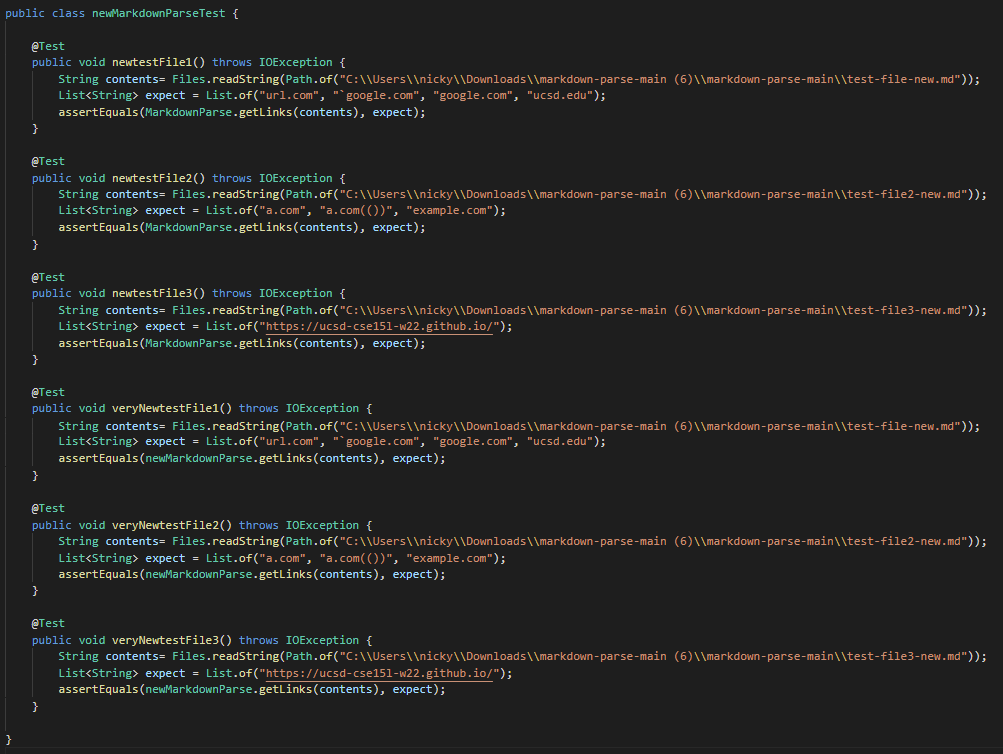 public class newMarkdownParseTest {
@Test
public void newtestFile1() throws IOException {
String contents= Files.readString(Path.of("C:\\Users\\nicky\\Downloads\\markdown-parse-main (6)\\markdown-parse-main\\test-file-new.md"));
List<String> expect = List.of("url.com", "`google.com", "google.com", "ucsd.edu");
assertEquals(MarkdownParse.getLinks(contents), expect);
}
@Test
public void newtestFile2() throws IOException {
String contents= Files.readString(Path.of("C:\\Users\\nicky\\Downloads\\markdown-parse-main (6)\\markdown-parse-main\\test-file2-new.md"));
List<String> expect = List.of("a.com", "a.com(())", "example.com");
assertEquals(MarkdownParse.getLinks(contents), expect);
}
@Test
public void newtestFile3() throws IOException {
String contents= Files.readString(Path.of("C:\\Users\\nicky\\Downloads\\markdown-parse-main (6)\\markdown-parse-main\\test-file3-new.md"));
List<String> expect = List.of("https://ucsd-cse15l-w22.github.io/");
assertEquals(MarkdownParse.getLinks(contents), expect);
}
@Test
public void veryNewtestFile1() throws IOException {
String contents= Files.readString(Path.of("C:\\Users\\nicky\\Downloads\\markdown-parse-main (6)\\markdown-parse-main\\test-file-new.md"));
List<String> expect = List.of("url.com", "`google.com", "google.com", "ucsd.edu");
assertEquals(newMarkdownParse.getLinks(contents), expect);
}
@Test
public void veryNewtestFile2() throws IOException {
String contents= Files.readString(Path.of("C:\\Users\\nicky\\Downloads\\markdown-parse-main (6)\\markdown-parse-main\\test-file2-new.md"));
List<String> expect = List.of("a.com", "a.com(())", "example.com");
assertEquals(newMarkdownParse.getLinks(contents), expect);
}
@Test
public void veryNewtestFile3() throws IOException {
String contents= Files.readString(Path.of("C:\\Users\\nicky\\Downloads\\markdown-parse-main (6)\\markdown-parse-main\\test-file3-new.md"));
List<String> expect = List.of("https://ucsd-cse15l-w22.github.io/");
assertEquals(newMarkdownParse.getLinks(contents), expect);
}
}